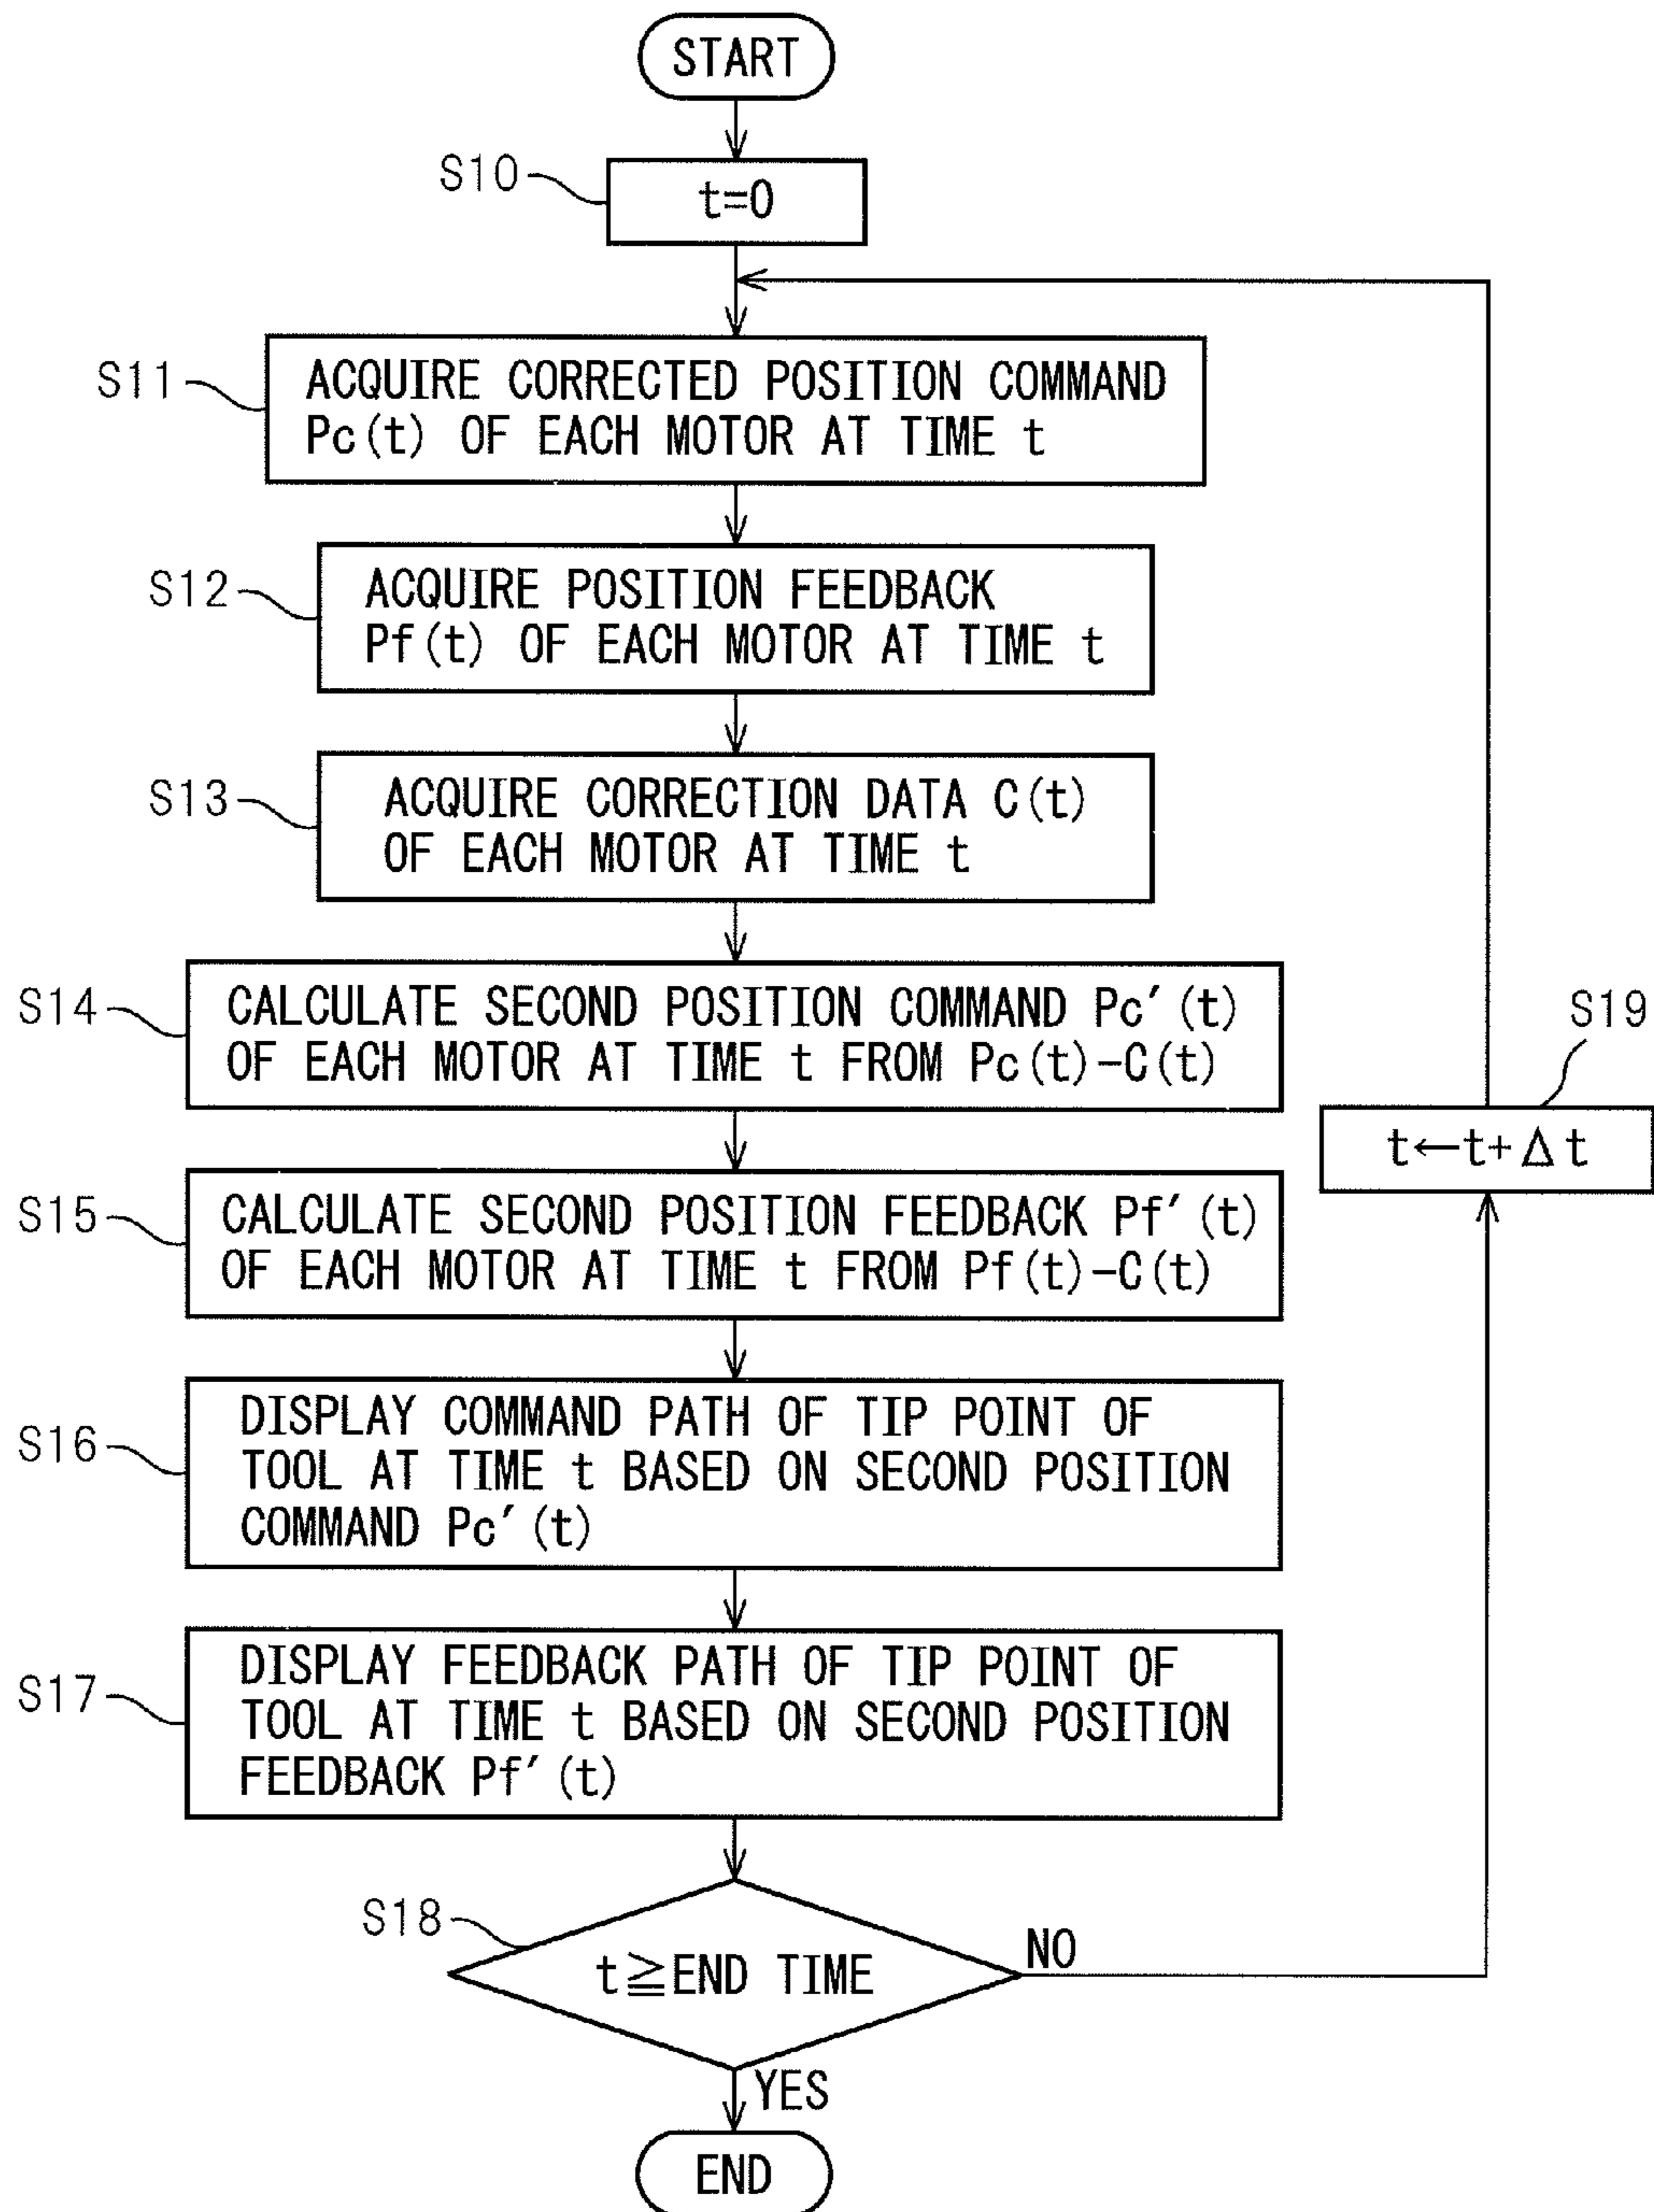 START
S10
t=0
S11
ACQUIRE CORRECTED POSITION COMMAND
Pc(t) OF EACH MOTOR AT TIME t
S12
ACQUIRE POSITION FEEDBACK
Pf(t) OF EACH MOTOR AT TIME t
S13
ACQUIRE CORRECTION DATA C(t)
OF EACH MOTOR AT TIME t
S14
CALCULATE SECOND POSITION COMMAND Pc′(t)
OF EACH MOTOR AT TIME t FROM Pc(t)-C(t)
S19
t←t+Δt
S15
CALCULATE SECOND POSITION FEEDBACK Pf′(t)
OF EACH MOTOR AT TIME t FROM Pf(t)-C(t)
S16
DISPLAY COMMAND PATH OF TIP POINT OF
TOOL AT TIME t BASED ON SECOND POSITION
COMMAND Pc′(t)
S17
DISPLAY FEEDBACK PATH OF TIP POINT OF
TOOL AT TIME t BASED ON SECOND POSITION
FEEDBACK Pf′(t)
S18
t≧END TIME
NO
YES
END